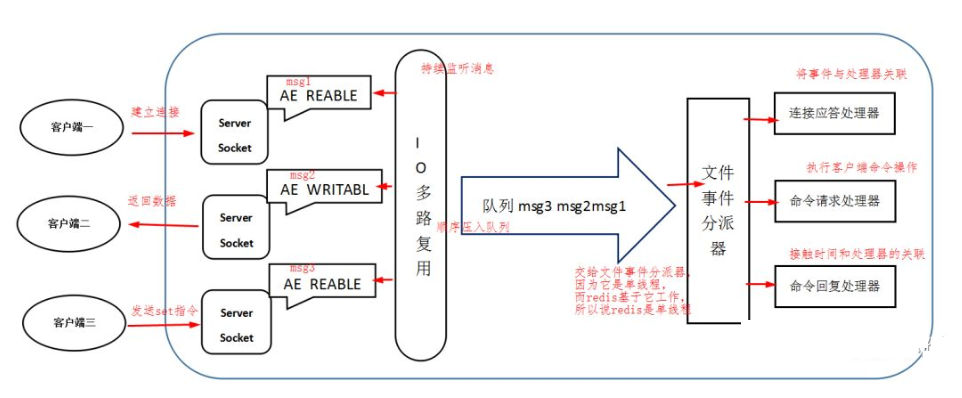 客户端一
建立连接
Server
Socket
msg1
AE REABLE
客户端二
返回数据
Server
Socket
msg2
AE WRITABL
客户端三
发送set指令
Server
Socket
msg3
AE REABLE
持续监听消息
IO多路复用
顺序压入队列
队列 msg3 msg2msg1
交给文件事件分派器,
因为它是单线程,
而redis基于它工作,
所以说redis是单线程
文件事件分派器
将事件与处理器关联
连接应答处理器
执行客户端命令操作
命令请求处理器
接触时间和处理器的关联
命令回复处理器